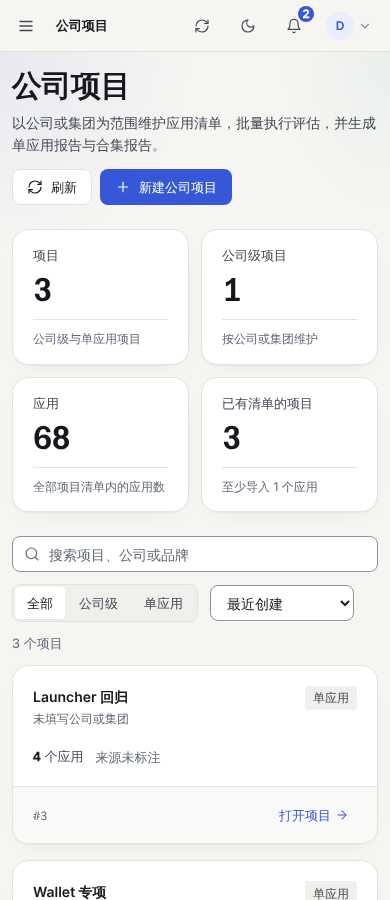 公司项目
2
D
公司项目
以公司或集团为范围维护应用清单，批量执行评估，并生成
单应用报告与合集报告。
刷新
新建公司项目
项目
3
公司级与单应用项目
公司级项目
1
按公司或集团维护
应用
68
全部项目清单内的应用数
已有清单的项目
3
至少导入 1 个应用
搜索项目、公司或品牌
全部
公司级
单应用
最近创建
3 个项目
Launcher 回归
单应用
未填写公司或集团
4 个应用
来源未标注
#3
打开项目
Wallet 专项
单应用